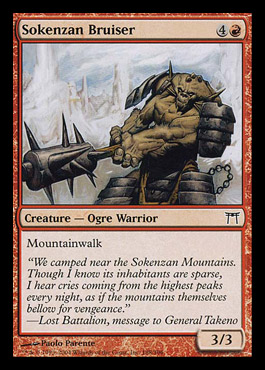 Sokenzan Bruiser 4
Creature — Ogre Warrior
Mountainwalk
"We camped near the Sokenzan Mountains.
Though I know its inhabitants are sparse,
I hear cries coming from the highest peaks
every night, as if the mountains themselves
bellow for vengeance."
—Lost Battalion, message to General Takeno
Paolo Parente
3/3